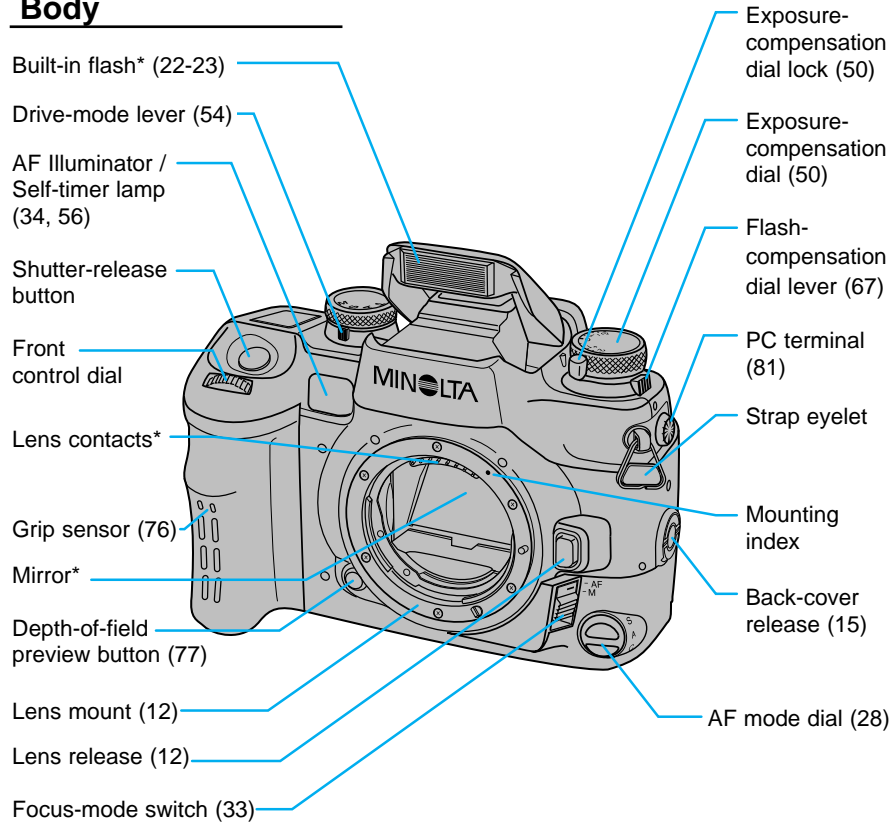 Body
Built-in flash* (22-23)
Drive-mode lever (54)
AF Illuminator /
Self-timer lamp
(34, 56)
Shutter-release
button
Front
control dial
Lens contacts*
Grip sensor (76)
Mirror*
Depth-of-field
preview button (77)
Lens mount (12)
Lens release (12)
Focus-mode switch (33)
MINOLTA
AF
M
S
A
C
Exposure-
compensation
dial lock (50)
Exposure-
compensation
dial (50)
Flash-
compensation
dial lever (67)
PC terminal
(81)
Strap eyelet
Mounting
index
Back-cover
release (15)
AF mode dial (28)